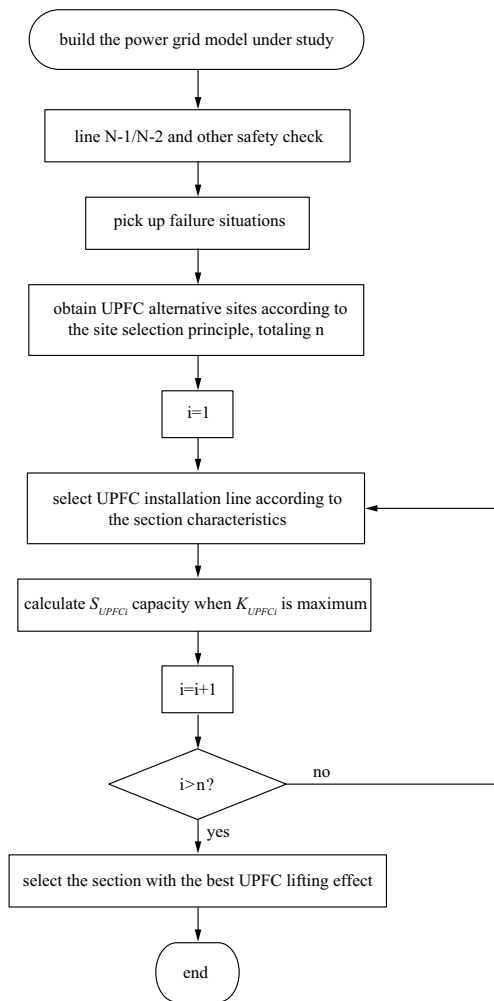 build the power grid model under study
line N-1/N-2 and other safety check
pick up failure situations
obtain UPFC alternative sites according to
the site selection principle, totaling n
i=1
select UPFC installation line according to
the section characteristics
calculate S_UPFCi capacity when K_UPFCi is maximum
i=i+1
i>n?
no
yes
select the section with the best UPFC lifting effect
end